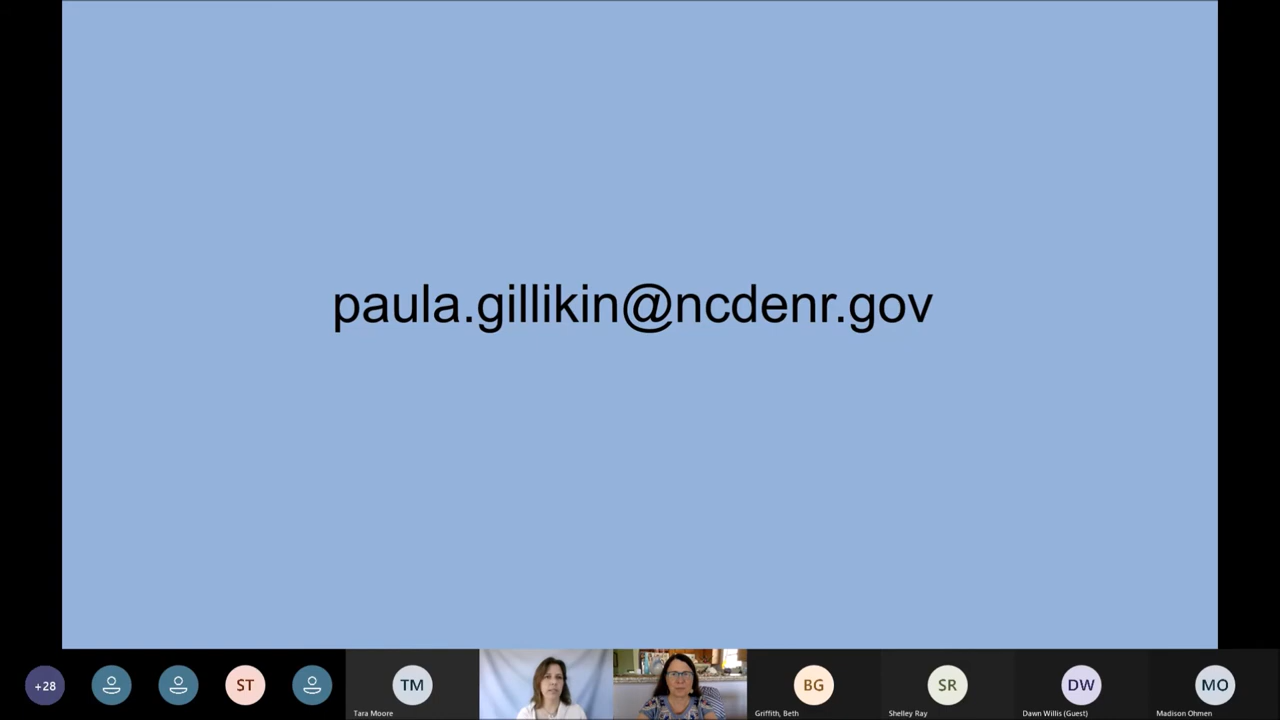 paula.gillikin@ncdenr.gov
+28
ST
TM
BG
SR
DW
MO
Tara Moore
Griffith, Beth
Shelley Ray
Dawn Willis (Guest)
Madison Ohmen